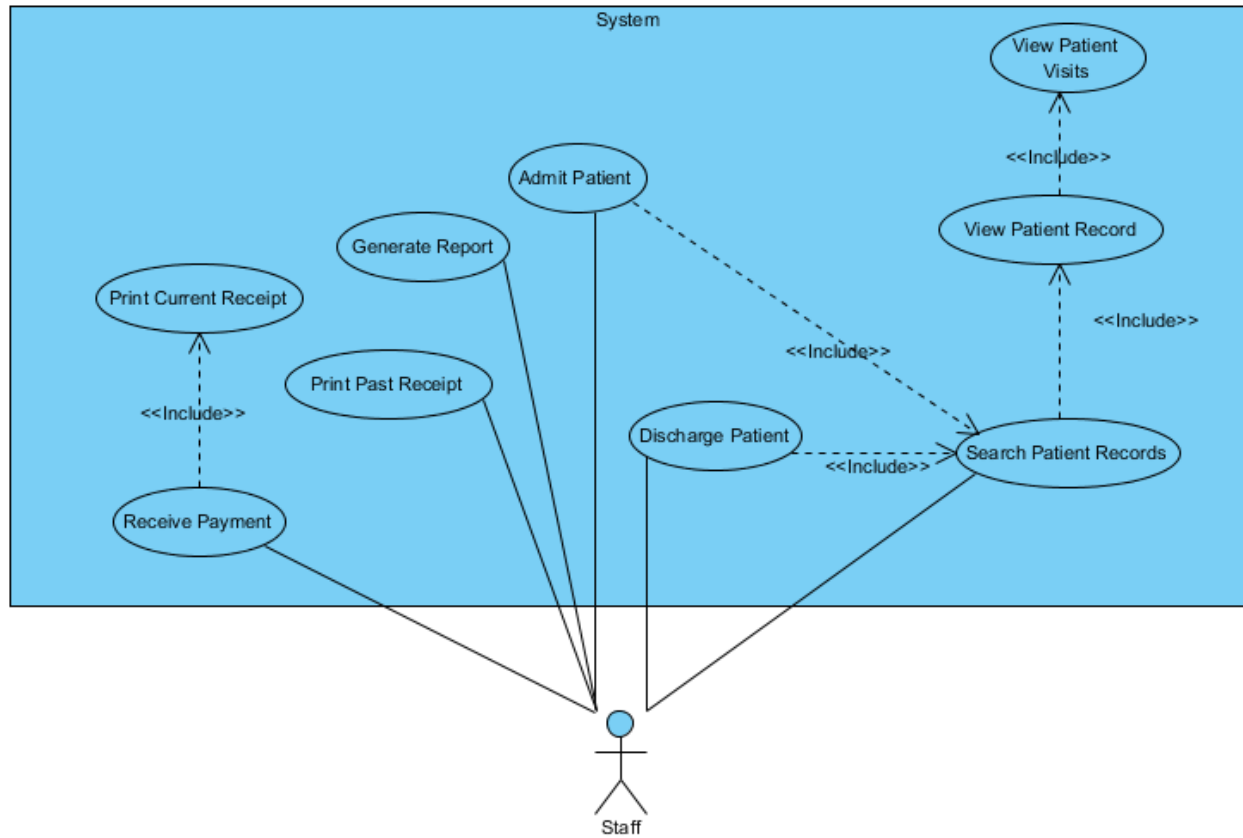 System
View Patient
Visits
<<Include>>
Admit Patient
View Patient Record
Generate Report
Print Current Receipt
<<Include>>
<<Include>>
Print Past Receipt
<<Include>>
Discharge Patient
Search Patient Records
<<Include>>
Receive Payment
Staff